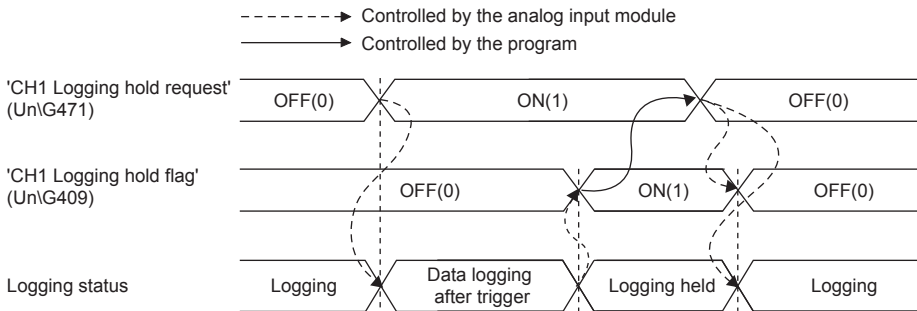 Controlled by the analog input module
Controlled by the program
'CH1 Logging hold request'
(Un\G471)
OFF(0)
ON(1)
OFF(0)
'CH1 Logging hold flag'
(Un\G409)
OFF(0)
ON(1)
OFF(0)
Logging status
Logging
Data logging
after trigger
Logging held
Logging